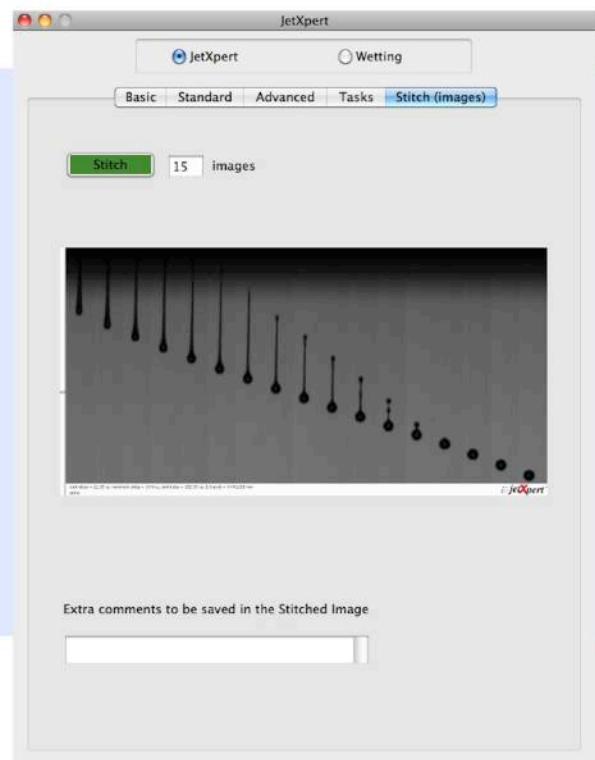 JetXpert
JetXpert Wetting
Basic Standard Advanced Tasks Stitch (images)
Stitch 15 images
jetXpert
Extra comments to be saved in the Stitched Image